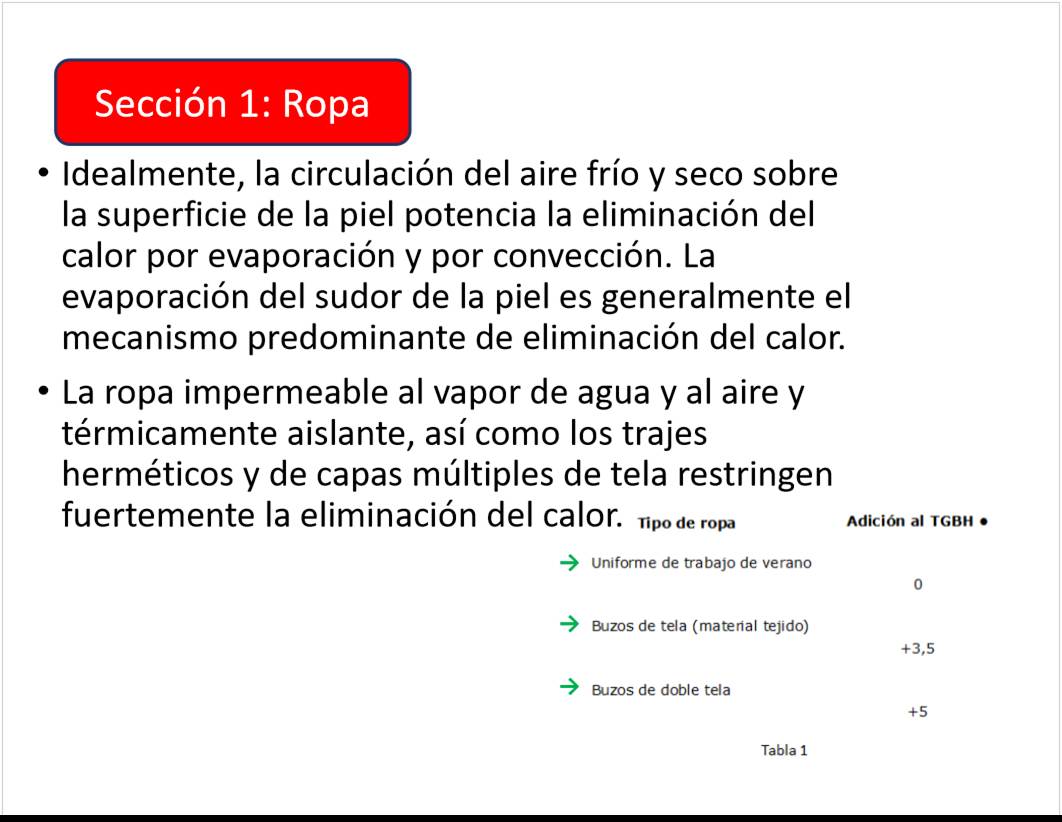 Sección 1: Ropa
• Idealmente, la circulación del aire frío y seco sobre
la superficie de la piel potencia la eliminación del
calor por evaporación y por convección. La
evaporación del sudor de la piel es generalmente el
mecanismo predominante de eliminación del calor.
• La ropa impermeable al vapor de agua y al aire y
térmicamente aislante, así como los trajes
herméticos y de capas múltiples de tela restringen
fuertemente la eliminación del calor.
Tipo de ropa Adición al TGBH •
→ Uniforme de trabajo de verano
0
→ Buzos de tela (material tejido)
+3,5
→ Buzos de doble tela
+5
Tabla 1